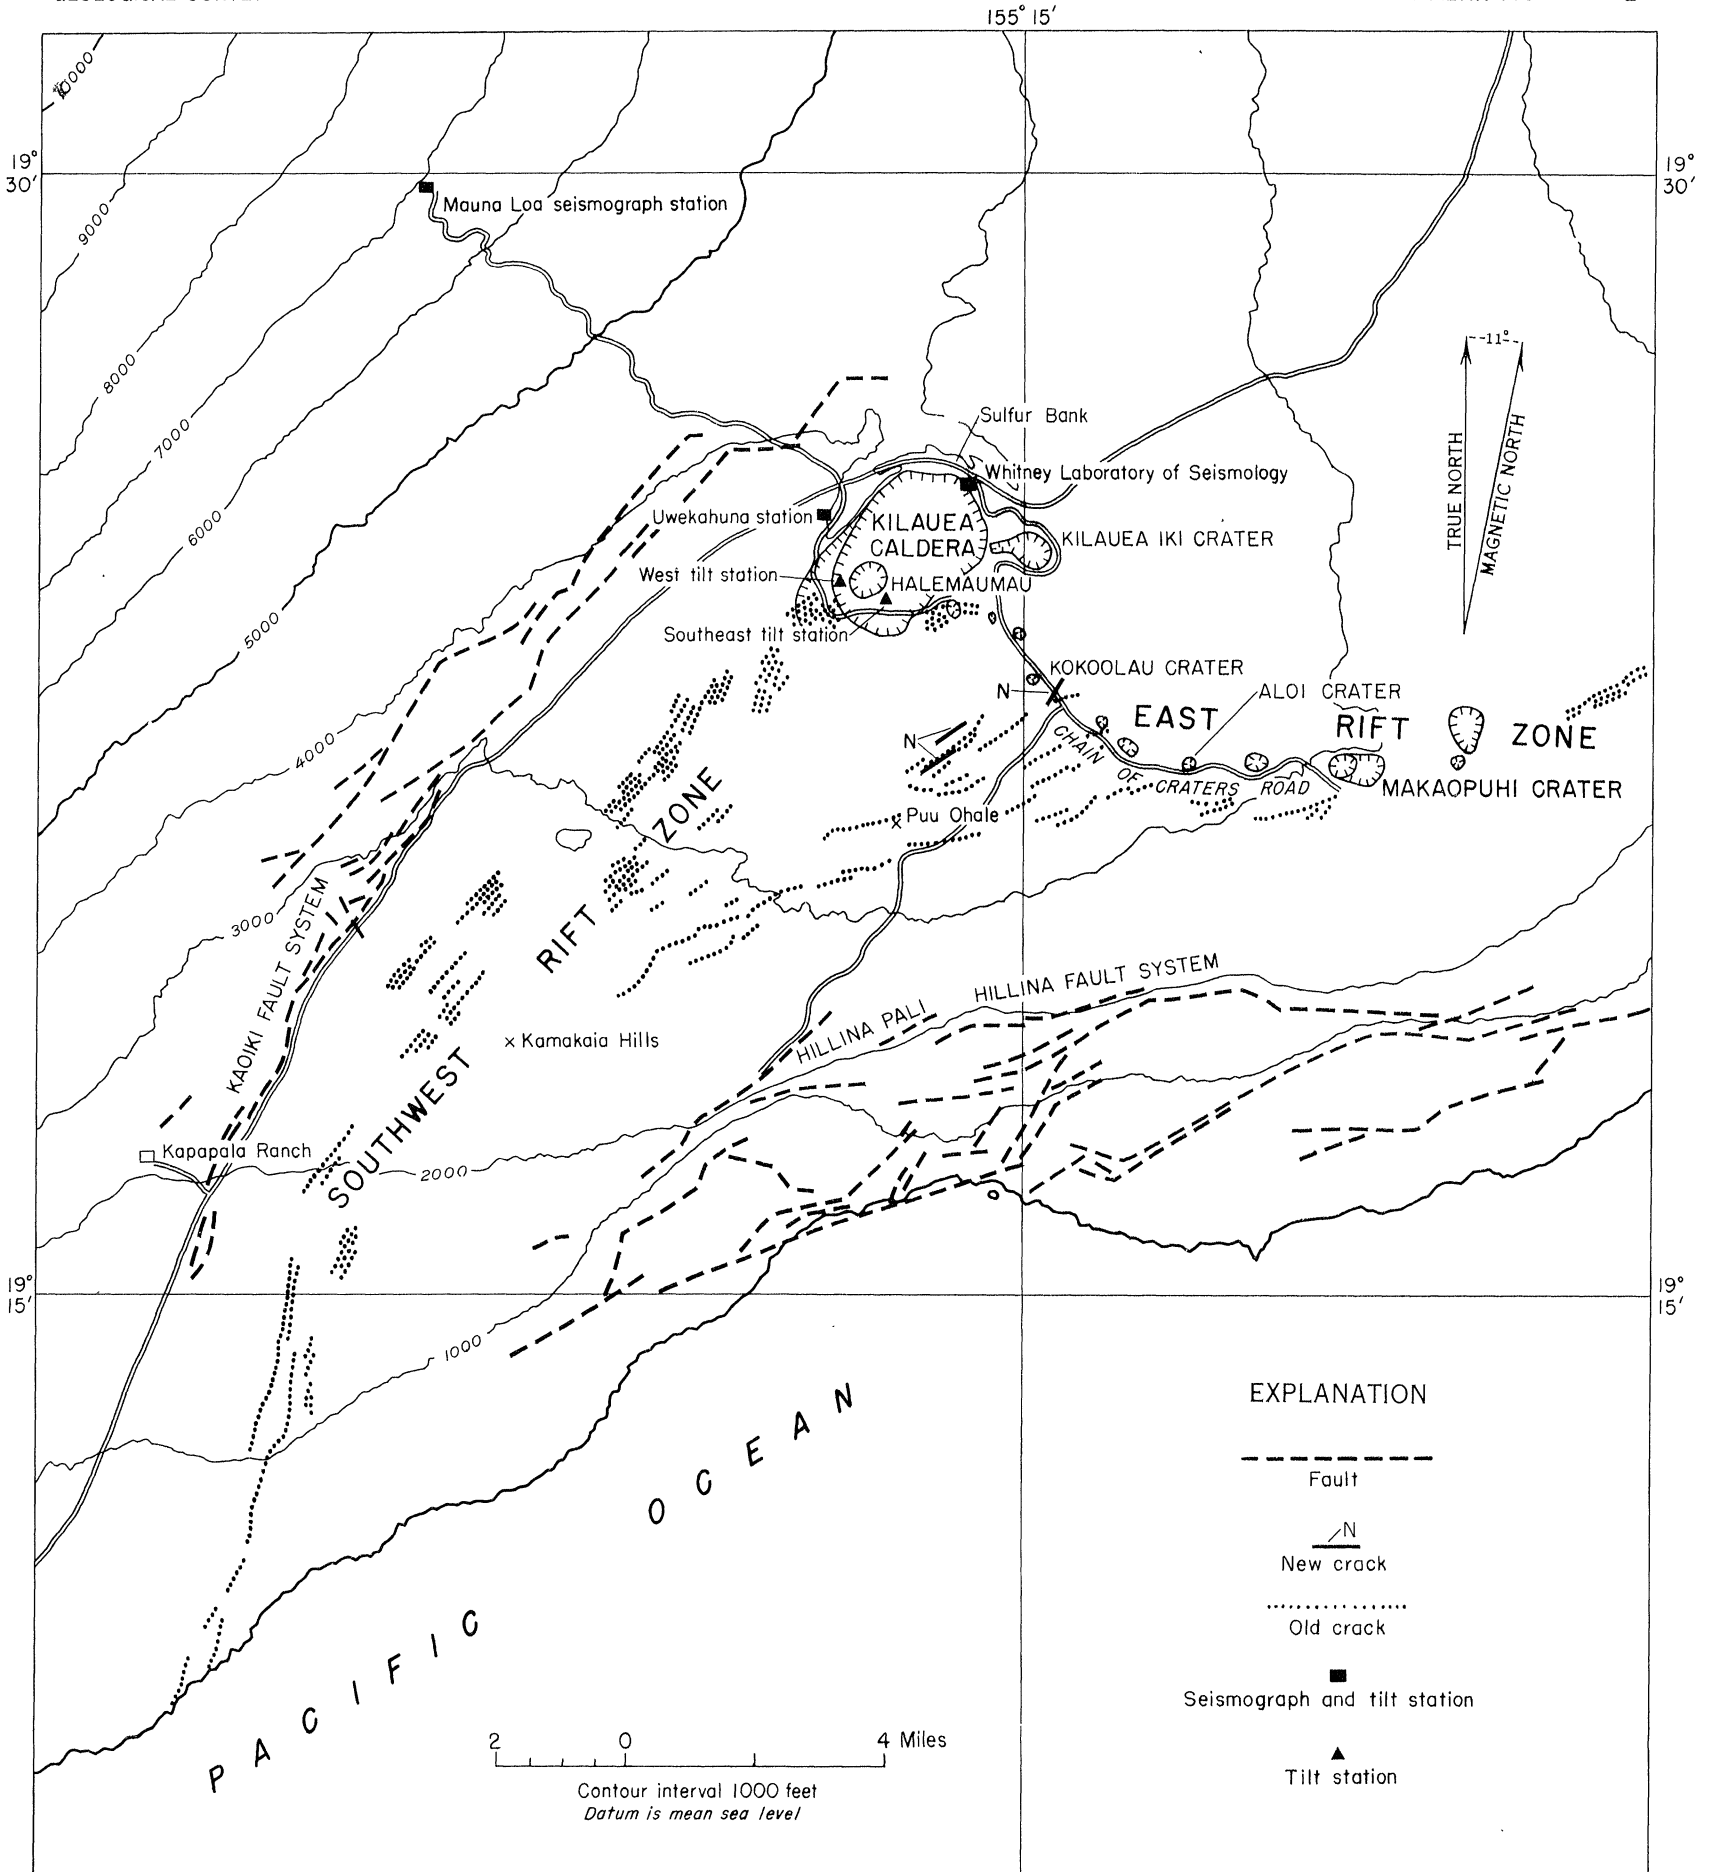 155° 15'
10000
19°
30'
19°
30'
Mauna Loa seismograph station
9000
8000
7000
6000
5000
4000
3000
2000
1000
11°
TRUE NORTH
MAGNETIC NORTH
Sulfur Bank
Whitney Laboratory of Seismology
Uwekahuna station
KILAUEA
CALDERA
KILAUEA IKI CRATER
West tilt station
HALEMAUMAU
Southeast tilt station
KOKOOLAU CRATER
N
ALOI CRATER
EAST RIFT ZONE
N
CHAIN OF CRATERS ROAD
MAKAOPUHI CRATER
Puu Ohale
SOUTHWEST RIFT ZONE
KAOIKI FAULT SYSTEM
HILLINA PALI
HILLINA FAULT SYSTEM
Kamakaia Hills
Kapapala Ranch
19°
15'
19°
15'
PACIFIC OCEAN
EXPLANATION
Fault
N
New crack
Old crack
Seismograph and tilt station
Tilt station
2 0 4 Miles
Contour interval 1000 feet
Datum is mean sea level